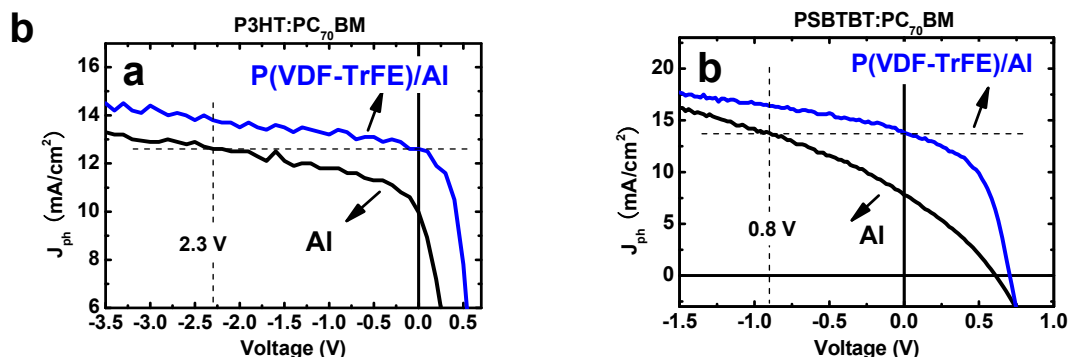 b
P3HT:PC70BM
a
P(VDF-TrFE)/Al
Al
2.3 V
16
14
12
10
8
6
Jph (mA/cm2)
-3.5 -3.0 -2.5 -2.0 -1.5 -1.0 -0.5 0.0 0.5
Voltage (V)
PSBTBT:PC70BM
b
P(VDF-TrFE)/Al
Al
0.8 V
20
15
10
5
0
Jph (mA/cm2)
-1.5 -1.0 -0.5 0.0 0.5 1.0
Voltage (V)